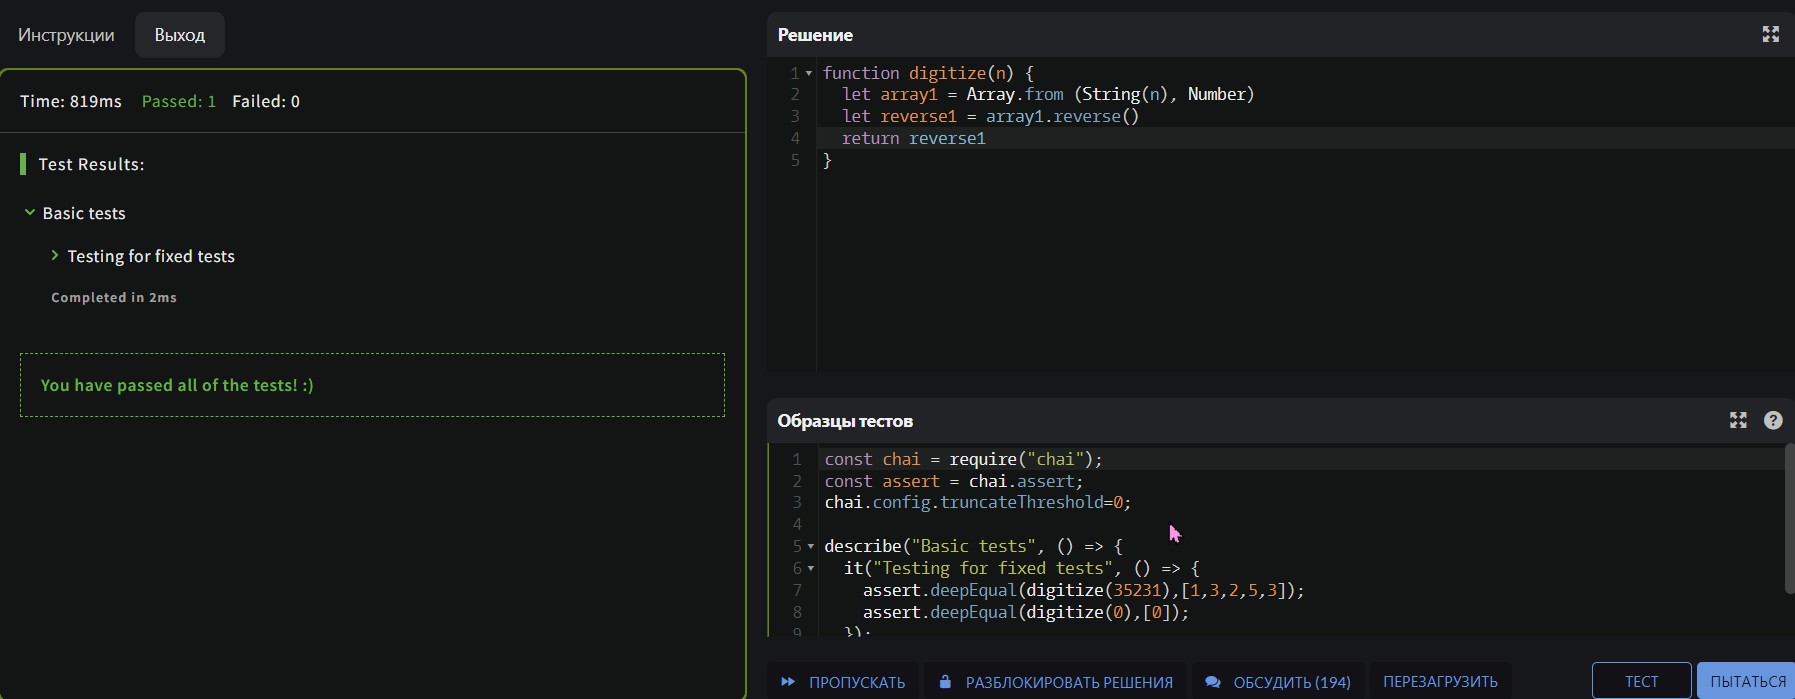 Инструкции
Выход
Time: 819ms Passed: 1 Failed: 0
Test Results:
Basic tests
Testing for fixed tests
Completed in 2ms
You have passed all of the tests! :)
Решение
1 function digitize(n) {
2 let array1 = Array.from (String(n), Number)
3 let reverse1 = array1.reverse()
4 return reverse1
5 }
Образцы тестов
1 const chai = require("chai");
2 const assert = chai.assert;
3 chai.config.truncateThreshold=0;
4
5 describe("Basic tests", () => {
6 it("Testing for fixed tests", () => {
7 assert.deepEqual(digitize(35231),[1,3,2,5,3]);
8 assert.deepEqual(digitize(0),[0]);
9 });
ПРОПУСКАТЬ
РАЗБЛОКИРОВАТЬ РЕШЕНИЯ
ОБСУДИТЬ (194)
ПЕРЕЗАГРУЗИТЬ
ТЕСТ
ПЫТАТЬСЯ